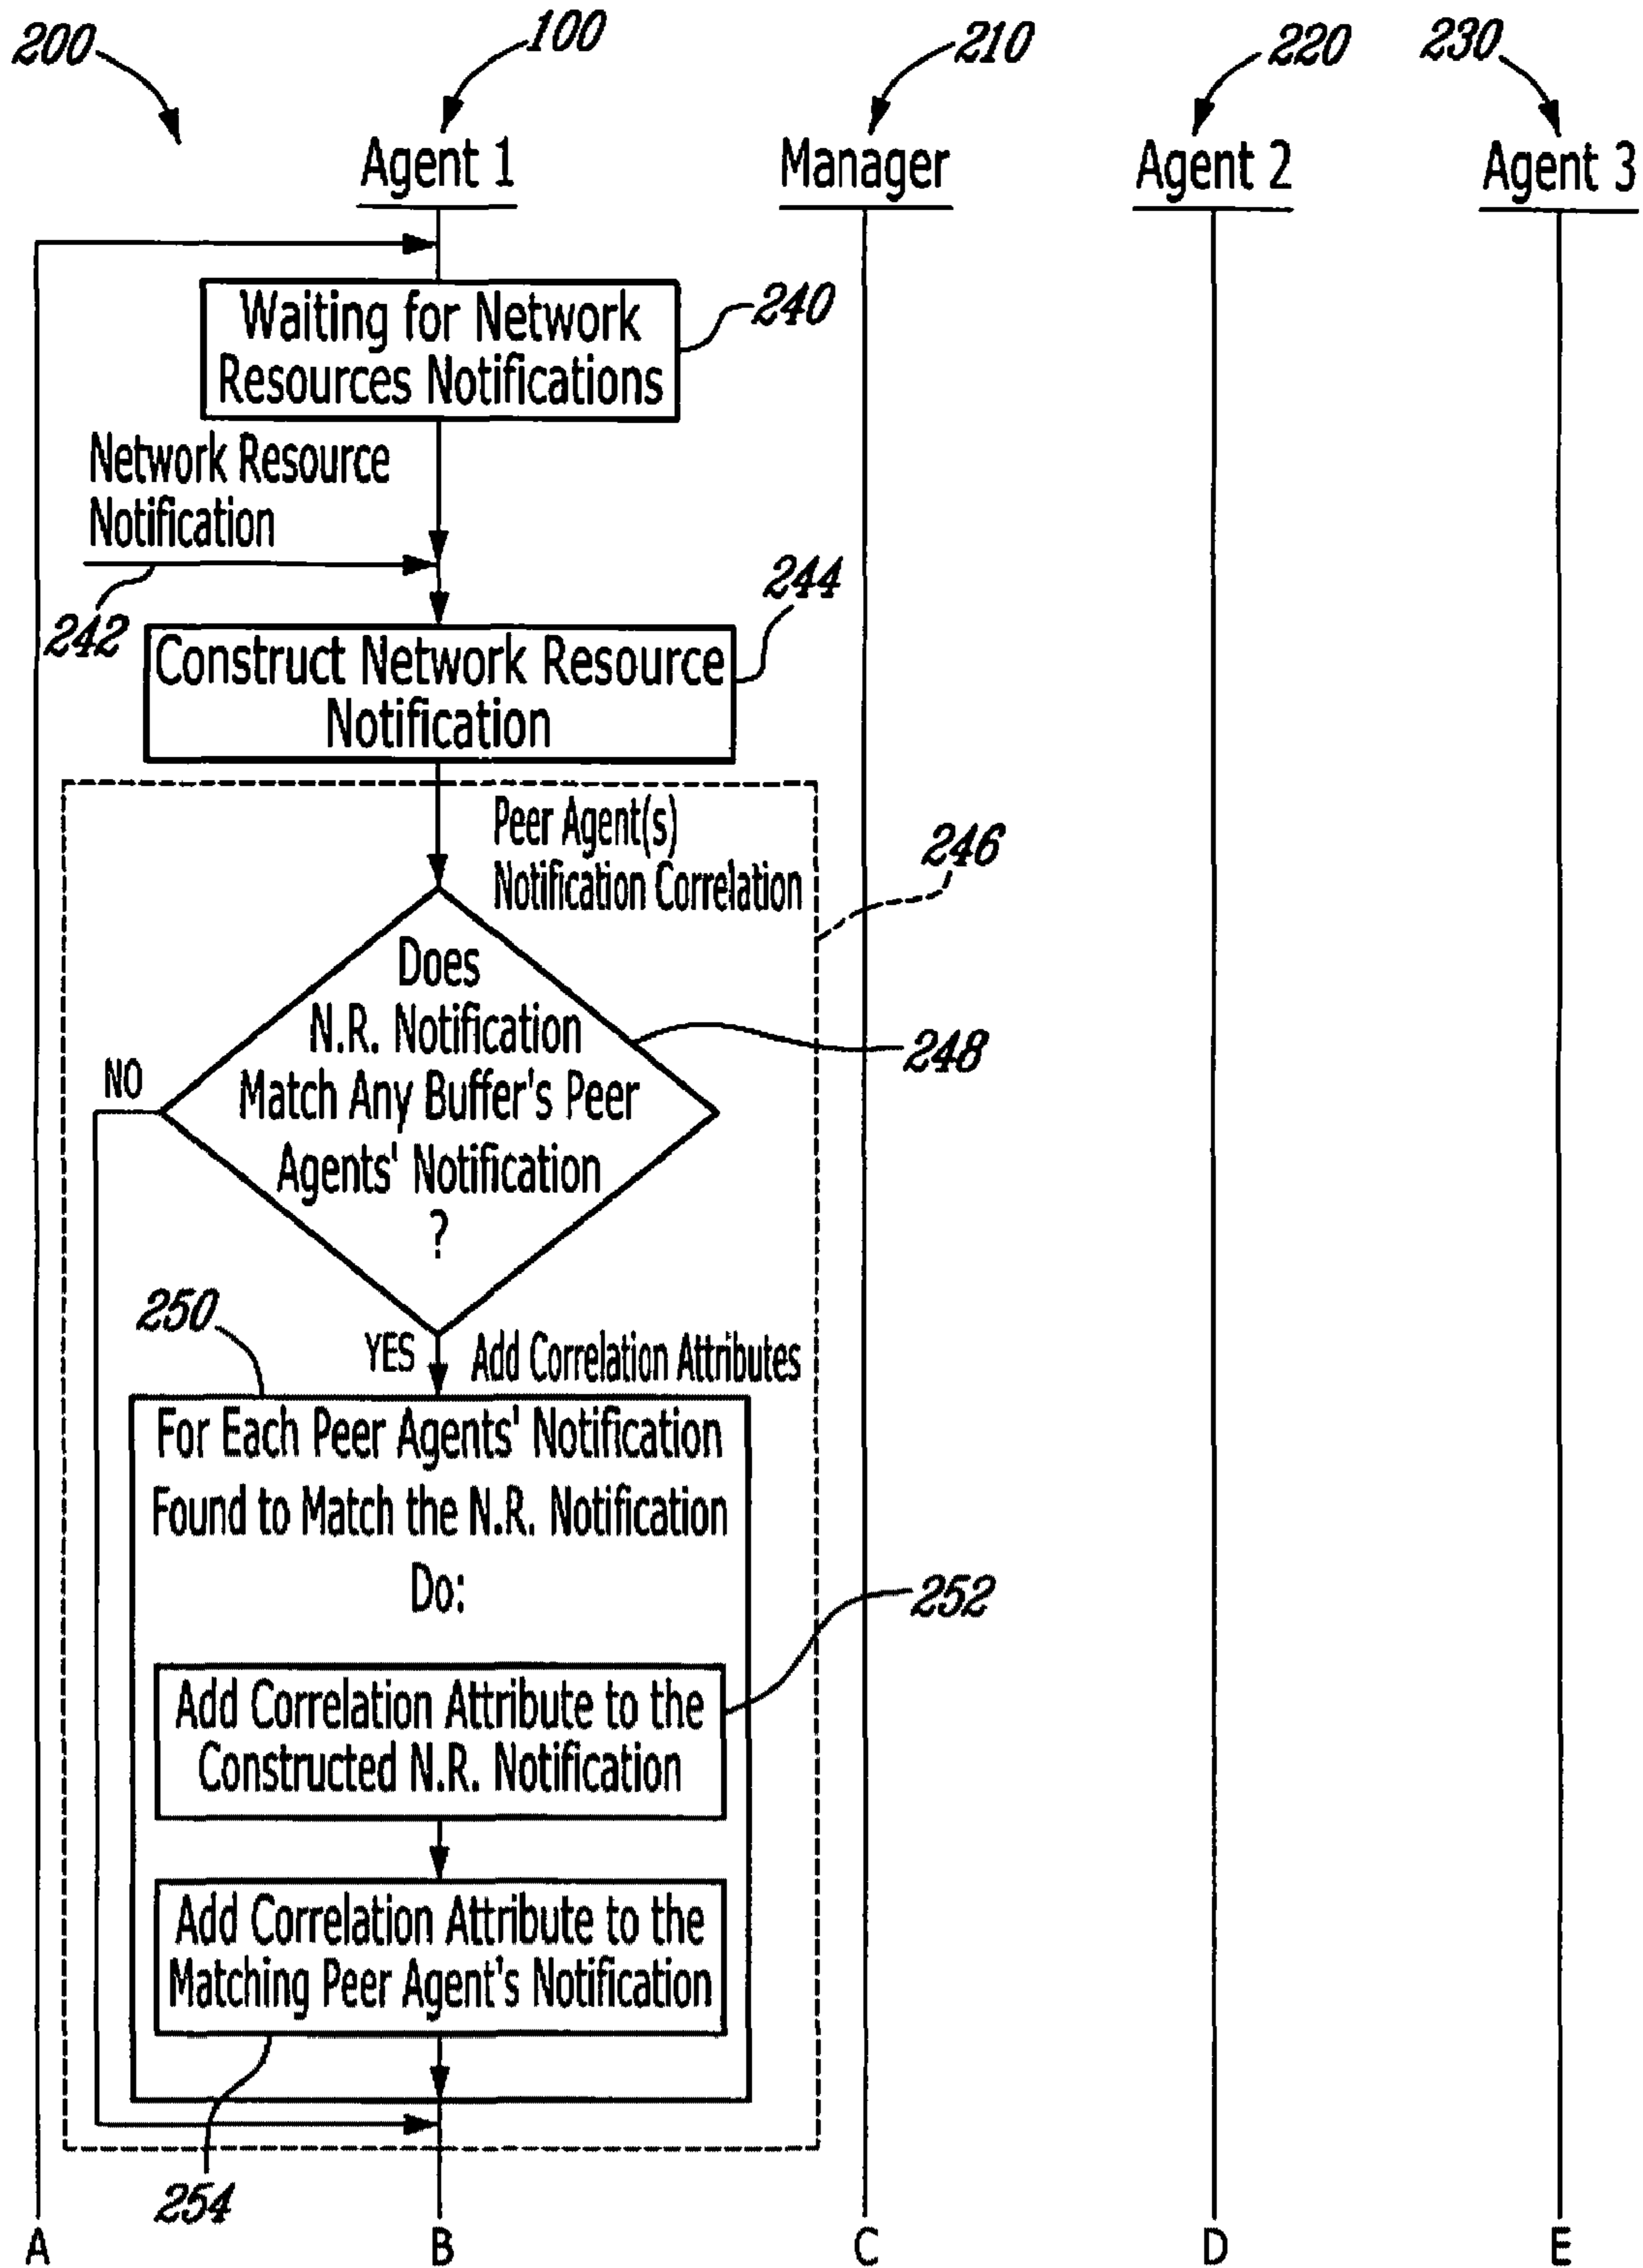 200
100
210
220
230
Agent 1
Manager
Agent 2
Agent 3
Waiting for Network
Resources Notifications
240
Network Resource
Notification
242
244
Construct Network Resource
Notification
Peer Agent(s)
Notification Correlation
246
Does
N.R. Notification
Match Any Buffer's Peer
Agents' Notification
?
248
NO
250
YES
Add Correlation Attributes
For Each Peer Agents' Notification
Found to Match the N.R. Notification
Do:
252
Add Correlation Attribute to the
Constructed N.R. Notification
Add Correlation Attribute to the
Matching Peer Agent's Notification
254
A
B
C
D
E